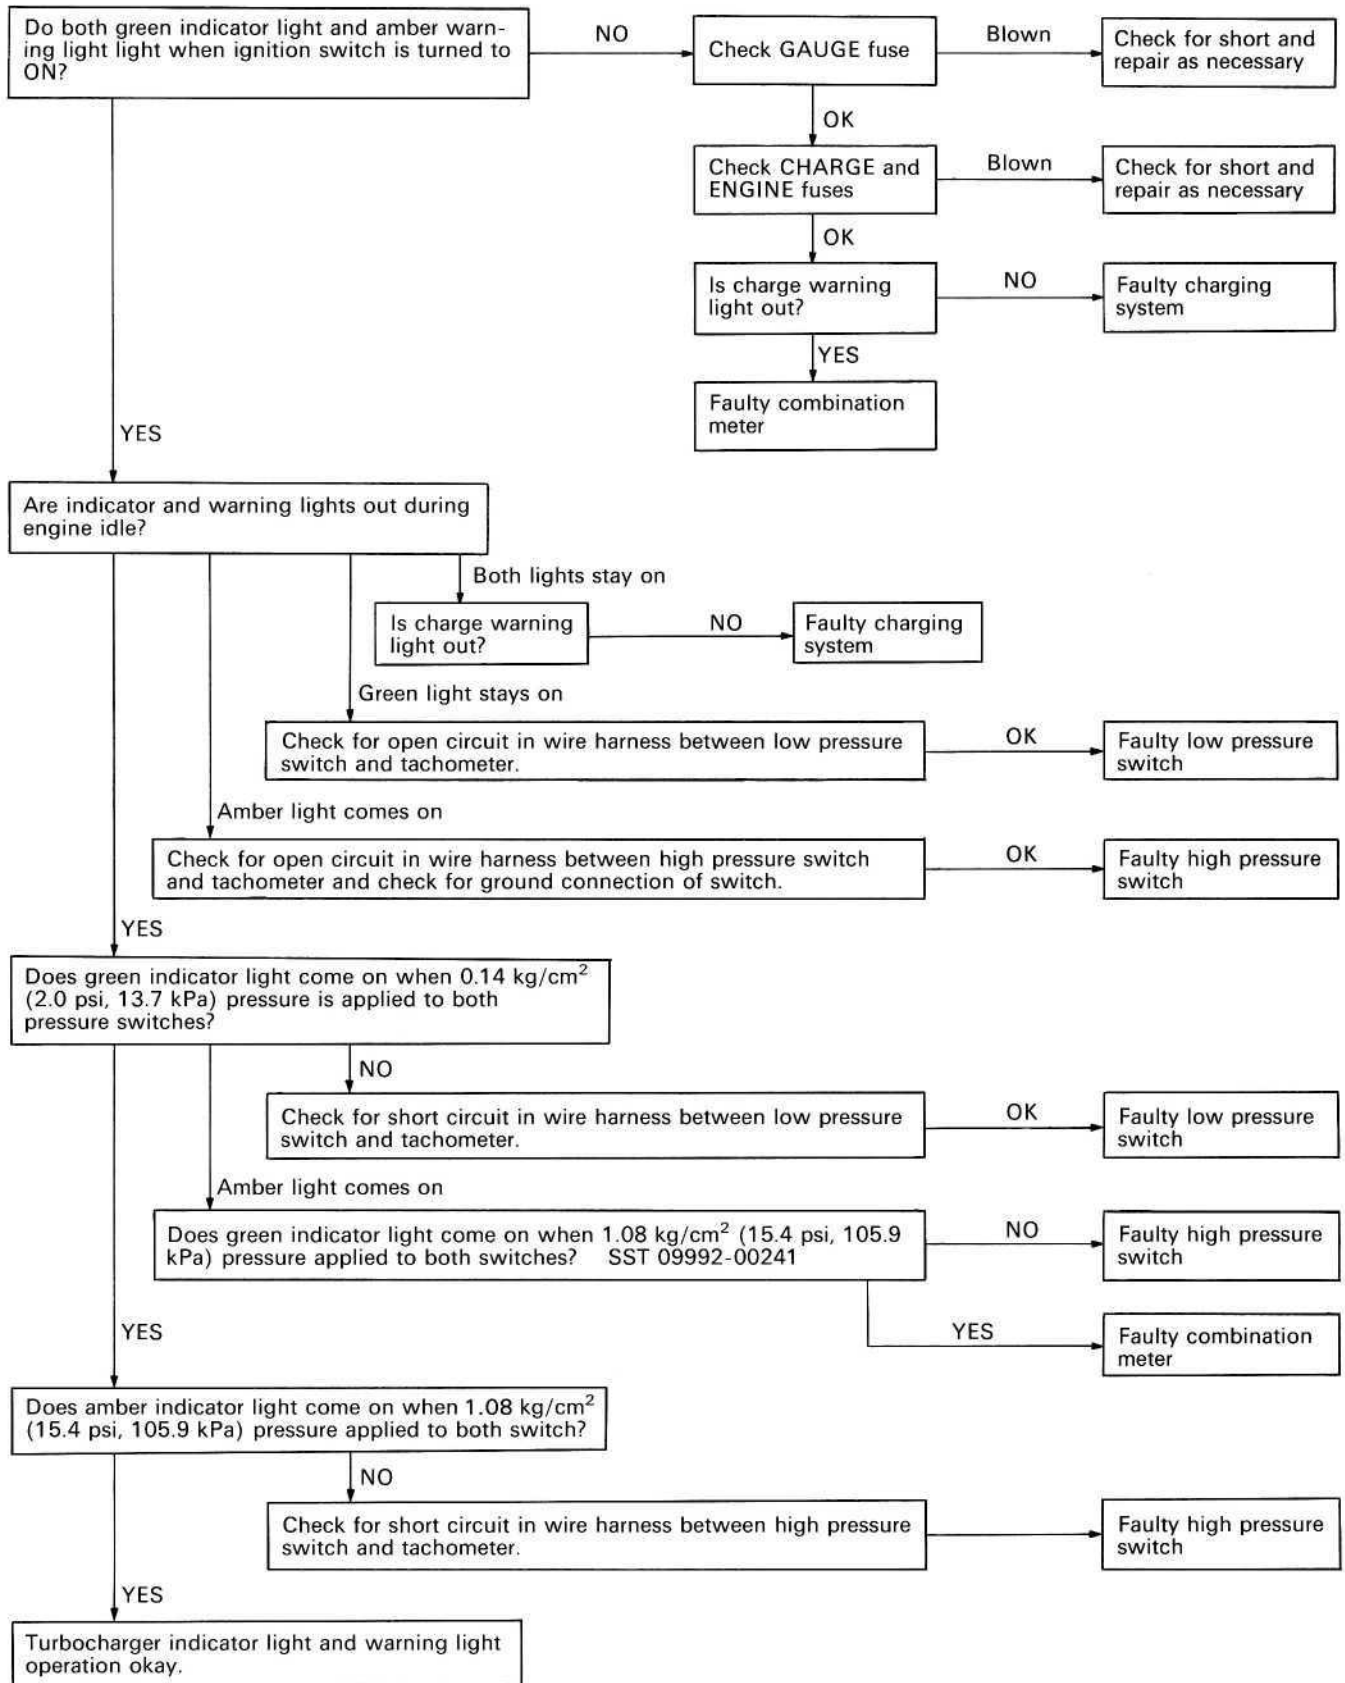 Do both green indicator light and amber warn-
ing light light when ignition switch is turned to
ON?
NO
Check GAUGE fuse
Blown
Check for short and
repair as necessary
OK
Check CHARGE and
ENGINE fuses
Blown
Check for short and
repair as necessary
OK
Is charge warning
light out?
NO
Faulty charging
system
YES
Faulty combination
meter
YES
Are indicator and warning lights out during
engine idle?
Both lights stay on
Is charge warning
light out?
NO
Faulty charging
system
Green light stays on
Check for open circuit in wire harness between low pressure
switch and tachometer.
OK
Faulty low pressure
switch
Amber light comes on
Check for open circuit in wire harness between high pressure switch
and tachometer and check for ground connection of switch.
OK
Faulty high pressure
switch
YES
Does green indicator light come on when 0.14 kg/cm²
(2.0 psi, 13.7 kPa) pressure is applied to both
pressure switches?
NO
Check for short circuit in wire harness between low pressure
switch and tachometer.
OK
Faulty low pressure
switch
Amber light comes on
Does green indicator light come on when 1.08 kg/cm² (15.4 psi, 105.9
kPa) pressure applied to both switches? SST 09992-00241
NO
Faulty high pressure
switch
YES
Faulty combination
meter
YES
Does amber indicator light come on when 1.08 kg/cm²
(15.4 psi, 105.9 kPa) pressure applied to both switch?
NO
Check for short circuit in wire harness between high pressure
switch and tachometer.
Faulty high pressure
switch
YES
Turbocharger indicator light and warning light
operation okay.